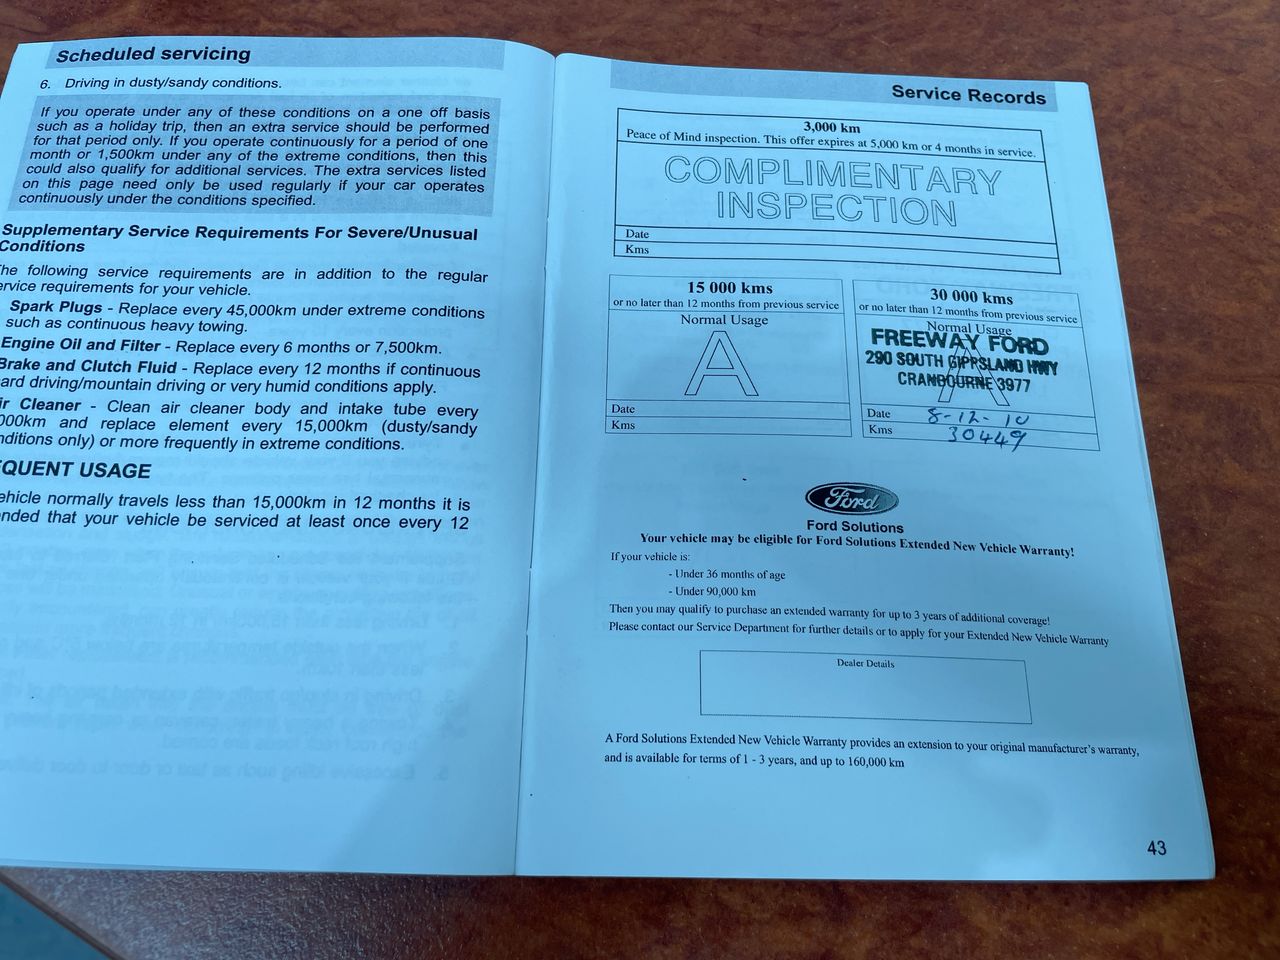 Scheduled servicing
6. Driving in dusty/sandy conditions.
If you operate under any of these conditions on a one off basis
such as a holiday trip, then an extra service should be performed
for that period only. If you operate continuously for a period of one
month or 1,500km under any of the extreme conditions, then this
could also qualify for additional services. The extra services listed
on this page need only be used regularly if your car operates
continuously under the conditions specified.
Supplementary Service Requirements For Severe/Unusual
Conditions
he following service requirements are in addition to the regular
ervice requirements for your vehicle.
Spark Plugs - Replace every 45,000km under extreme conditions
such as continuous heavy towing.
Engine Oil and Filter - Replace every 6 months or 7,500km.
Brake and Clutch Fluid - Replace every 12 months if continuous
ard driving/mountain driving or very humid conditions apply.
ir Cleaner - Clean air cleaner body and intake tube every
000km and replace element every 15,000km (dusty/sandy
nditions only) or more frequently in extreme conditions.
EQUENT USAGE
ehicle normally travels less than 15,000km in 12 months it is
nded that your vehicle be serviced at least once every 12
Service Records
3,000 km
Peace of Mind inspection. This offer expires at 5,000 km or 4 months in service.
COMPLIMENTARY
INSPECTION
Date
Kms
15 000 kms
or no later than 12 months from previous service
Normal Usage
A
Date
Kms
30 000 kms
or no later than 12 months from previous service
Normal Usage
A
FREEWAY FORD
290 SOUTH GIPPSLAND HWY
CRANBOURNE 3977
Date 8-12-10
Kms 30449
Ford
Ford Solutions
Your vehicle may be eligible for Ford Solutions Extended New Vehicle Warranty!
If your vehicle is:
- Under 36 months of age
- Under 90,000 km
Then you may qualify to purchase an extended warranty for up to 3 years of additional coverage!
Please contact our Service Department for further details or to apply for your Extended New Vehicle Warranty
Dealer Details
A Ford Solutions Extended New Vehicle Warranty provides an extension to your original manufacturer's warranty,
and is available for terms of 1 - 3 years, and up to 160,000 km
43